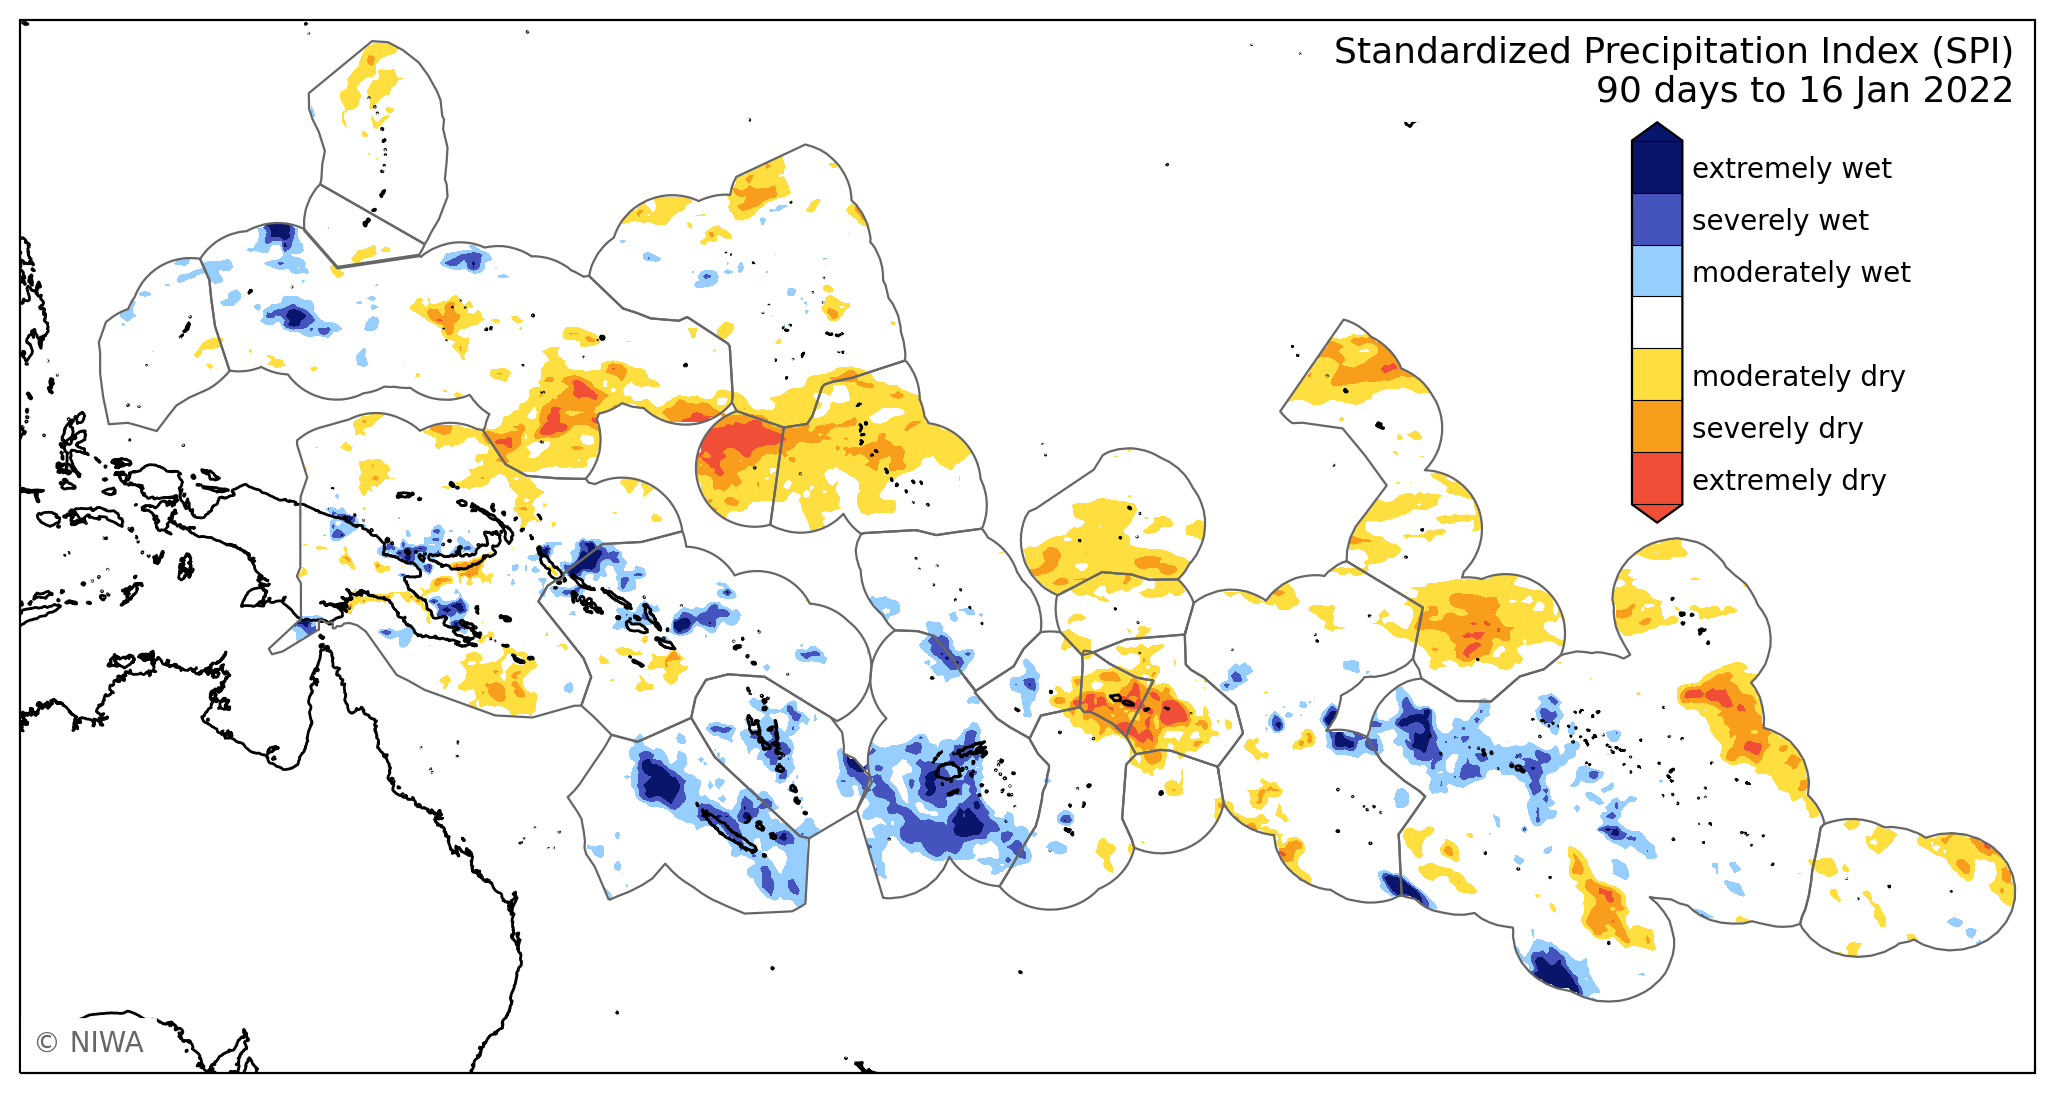 Standardized Precipitation Index (SPI)
90 days to 16 Jan 2022
extremely wet
severely wet
moderately wet
moderately dry
severely dry
extremely dry
© NIWA